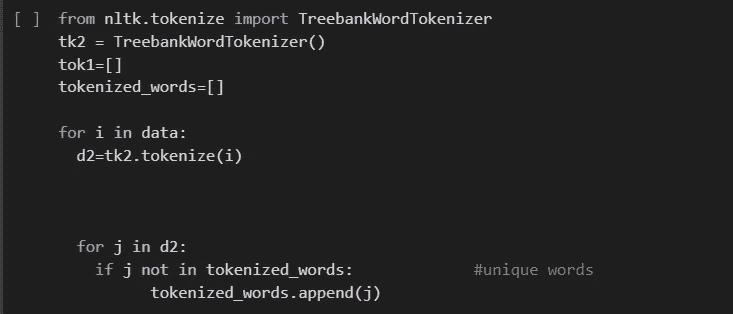 [ ] from nltk.tokenize import TreebankWordTokenizer
tk2 = TreebankWordTokenizer()
tok1=[]
tokenized_words=[]
for i in data:
d2=tk2.tokenize(i)
for j in d2:
if j not in tokenized_words: #unique words
tokenized_words.append(j)